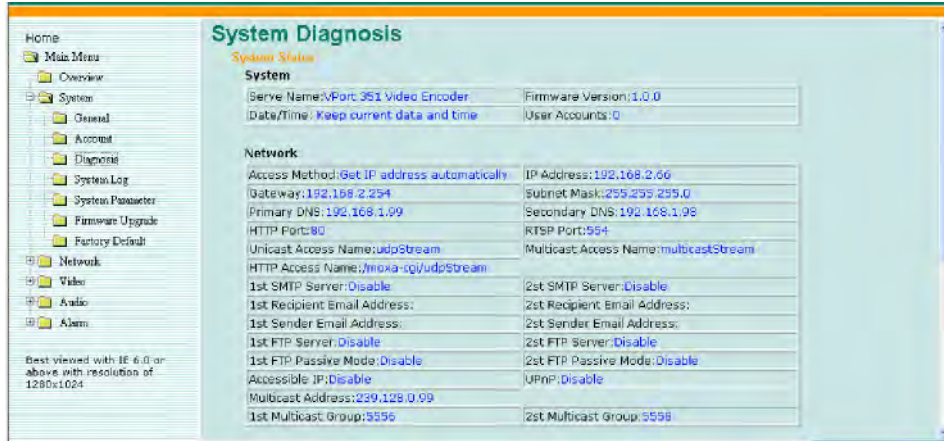 Home
Main Menu
Overview
System
General
Account
Diagnosis
System Log
System Parameter
Firmware Upgrade
Factory Default
Network
Video
Audio
Alarm
Best viewed with IE 6.0 or
above with resolution of
1280x1024
System Diagnosis
System Status
System
Serve Name:VPort 351 Video Encoder Firmware Version:1.0.0
Date/Time: Keep current data and time User Accounts:0
Network
Access Method:Get IP address automatically IP Address:192.168.2.66
Gateway:192.168.2.254 Subnet Mask:255.255.255.0
Primary DNS:192.168.1.99 Secondary DNS:192.168.1.98
HTTP Port:80 RTSP Port:554
Unicast Access Name:udpStream Multicast Access Name:multicastStream
HTTP Access Name:/moxa-cgi/udpStream
1st SMTP Server:Disable 2st SMTP Server:Disable
1st Recipient Email Address: 2st Recipient Email Address:
1st Sender Email Address: 2st Sender Email Address:
1st FTP Server:Disable 2st FTP Server:Disable
1st FTP Passive Mode:Disable 2st FTP Passive Mode:Disable
Accessible IP:Disable UPnP:Disable
Multicast Address:239.128.0.99
1st Multicast Group:5556 2st Multicast Group:5558